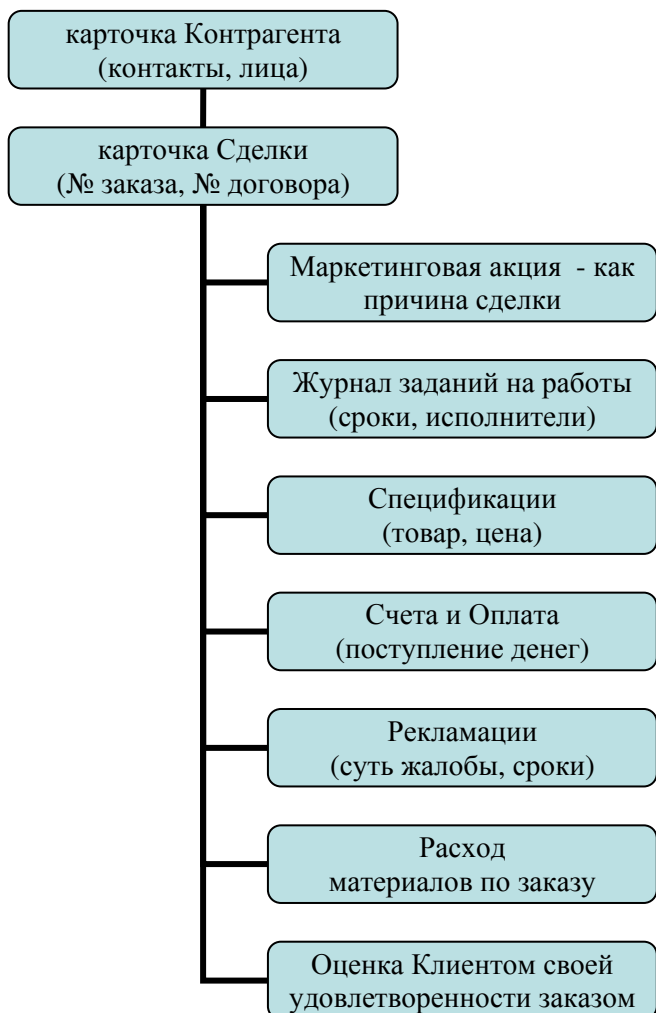 карточка Контрагента
(контакты, лица)
карточка Сделки
(№ заказа, № договора)
Маркетинговая акция - как
причина сделки
Журнал заданий на работы
(сроки, исполнители)
Спецификации
(товар, цена)
Счета и Оплата
(поступление денег)
Рекламации
(суть жалобы, сроки)
Расход
материалов по заказу
Оценка Клиентом своей
удовлетворенности заказом